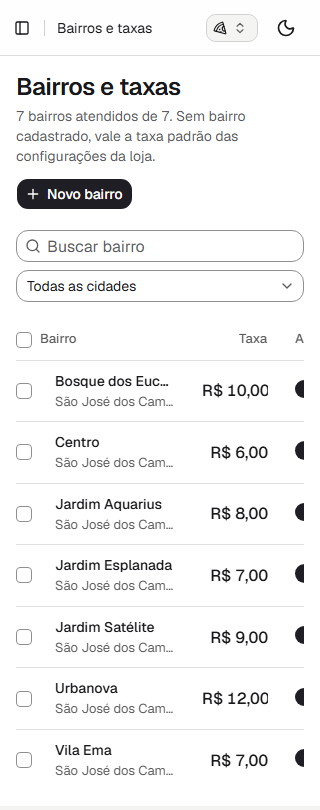 Bairros e taxas
Bairros e taxas
7 bairros atendidos de 7. Sem bairro
cadastrado, vale a taxa padrão das
configurações da loja.
+ Novo bairro
Buscar bairro
Todas as cidades
Bairro Taxa A
Bosque dos Euc...
São José dos Cam...
R$ 10,00
Centro
São José dos Cam...
R$ 6,00
Jardim Aquarius
São José dos Cam...
R$ 8,00
Jardim Esplanada
São José dos Cam...
R$ 7,00
Jardim Satélite
São José dos Cam...
R$ 9,00
Urbanova
São José dos Cam...
R$ 12,00
Vila Ema
São José dos Cam...
R$ 7,00